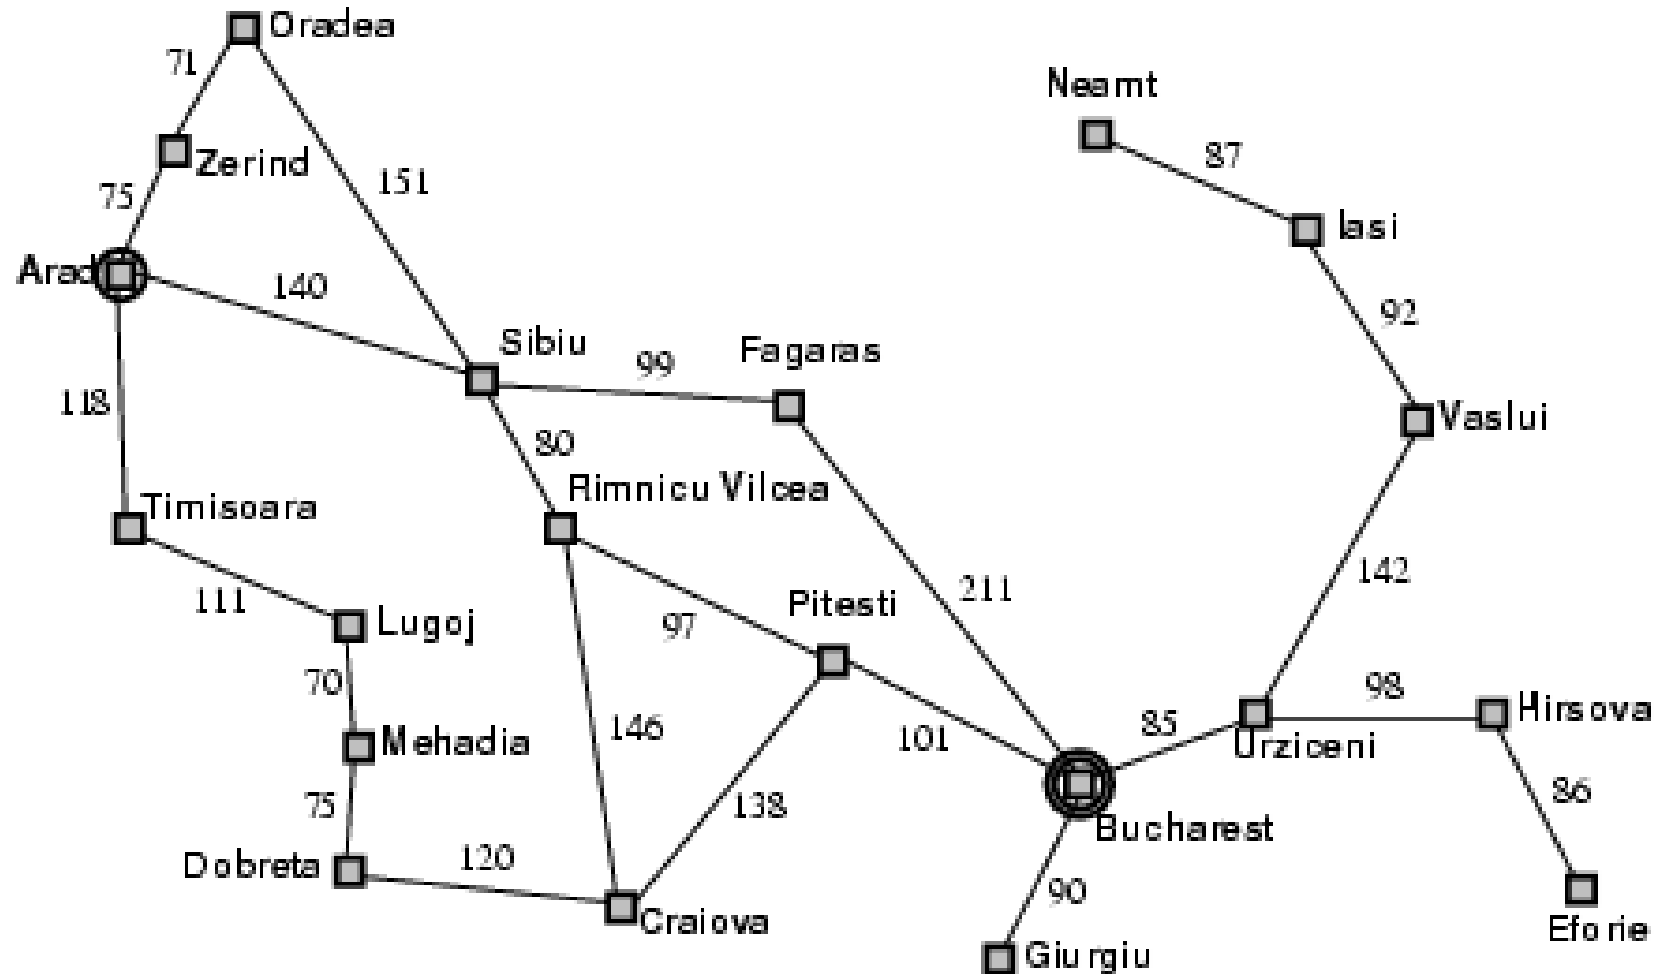 Oradea
71
Neamt
87
Zerind
151
75
Iasi
Arad
140
92
Sibiu
99
Fagaras
118
Vaslui
80
Timisoara
Rimnicu Vilcea
142
211
111
Pitesti
Lugoj
97
70
98
Hirsova
85
Urziceni
146
101
Mehadia
86
75
138
Bucharest
Dobreta
120
90
Craiova
Eforie
Giurgiu